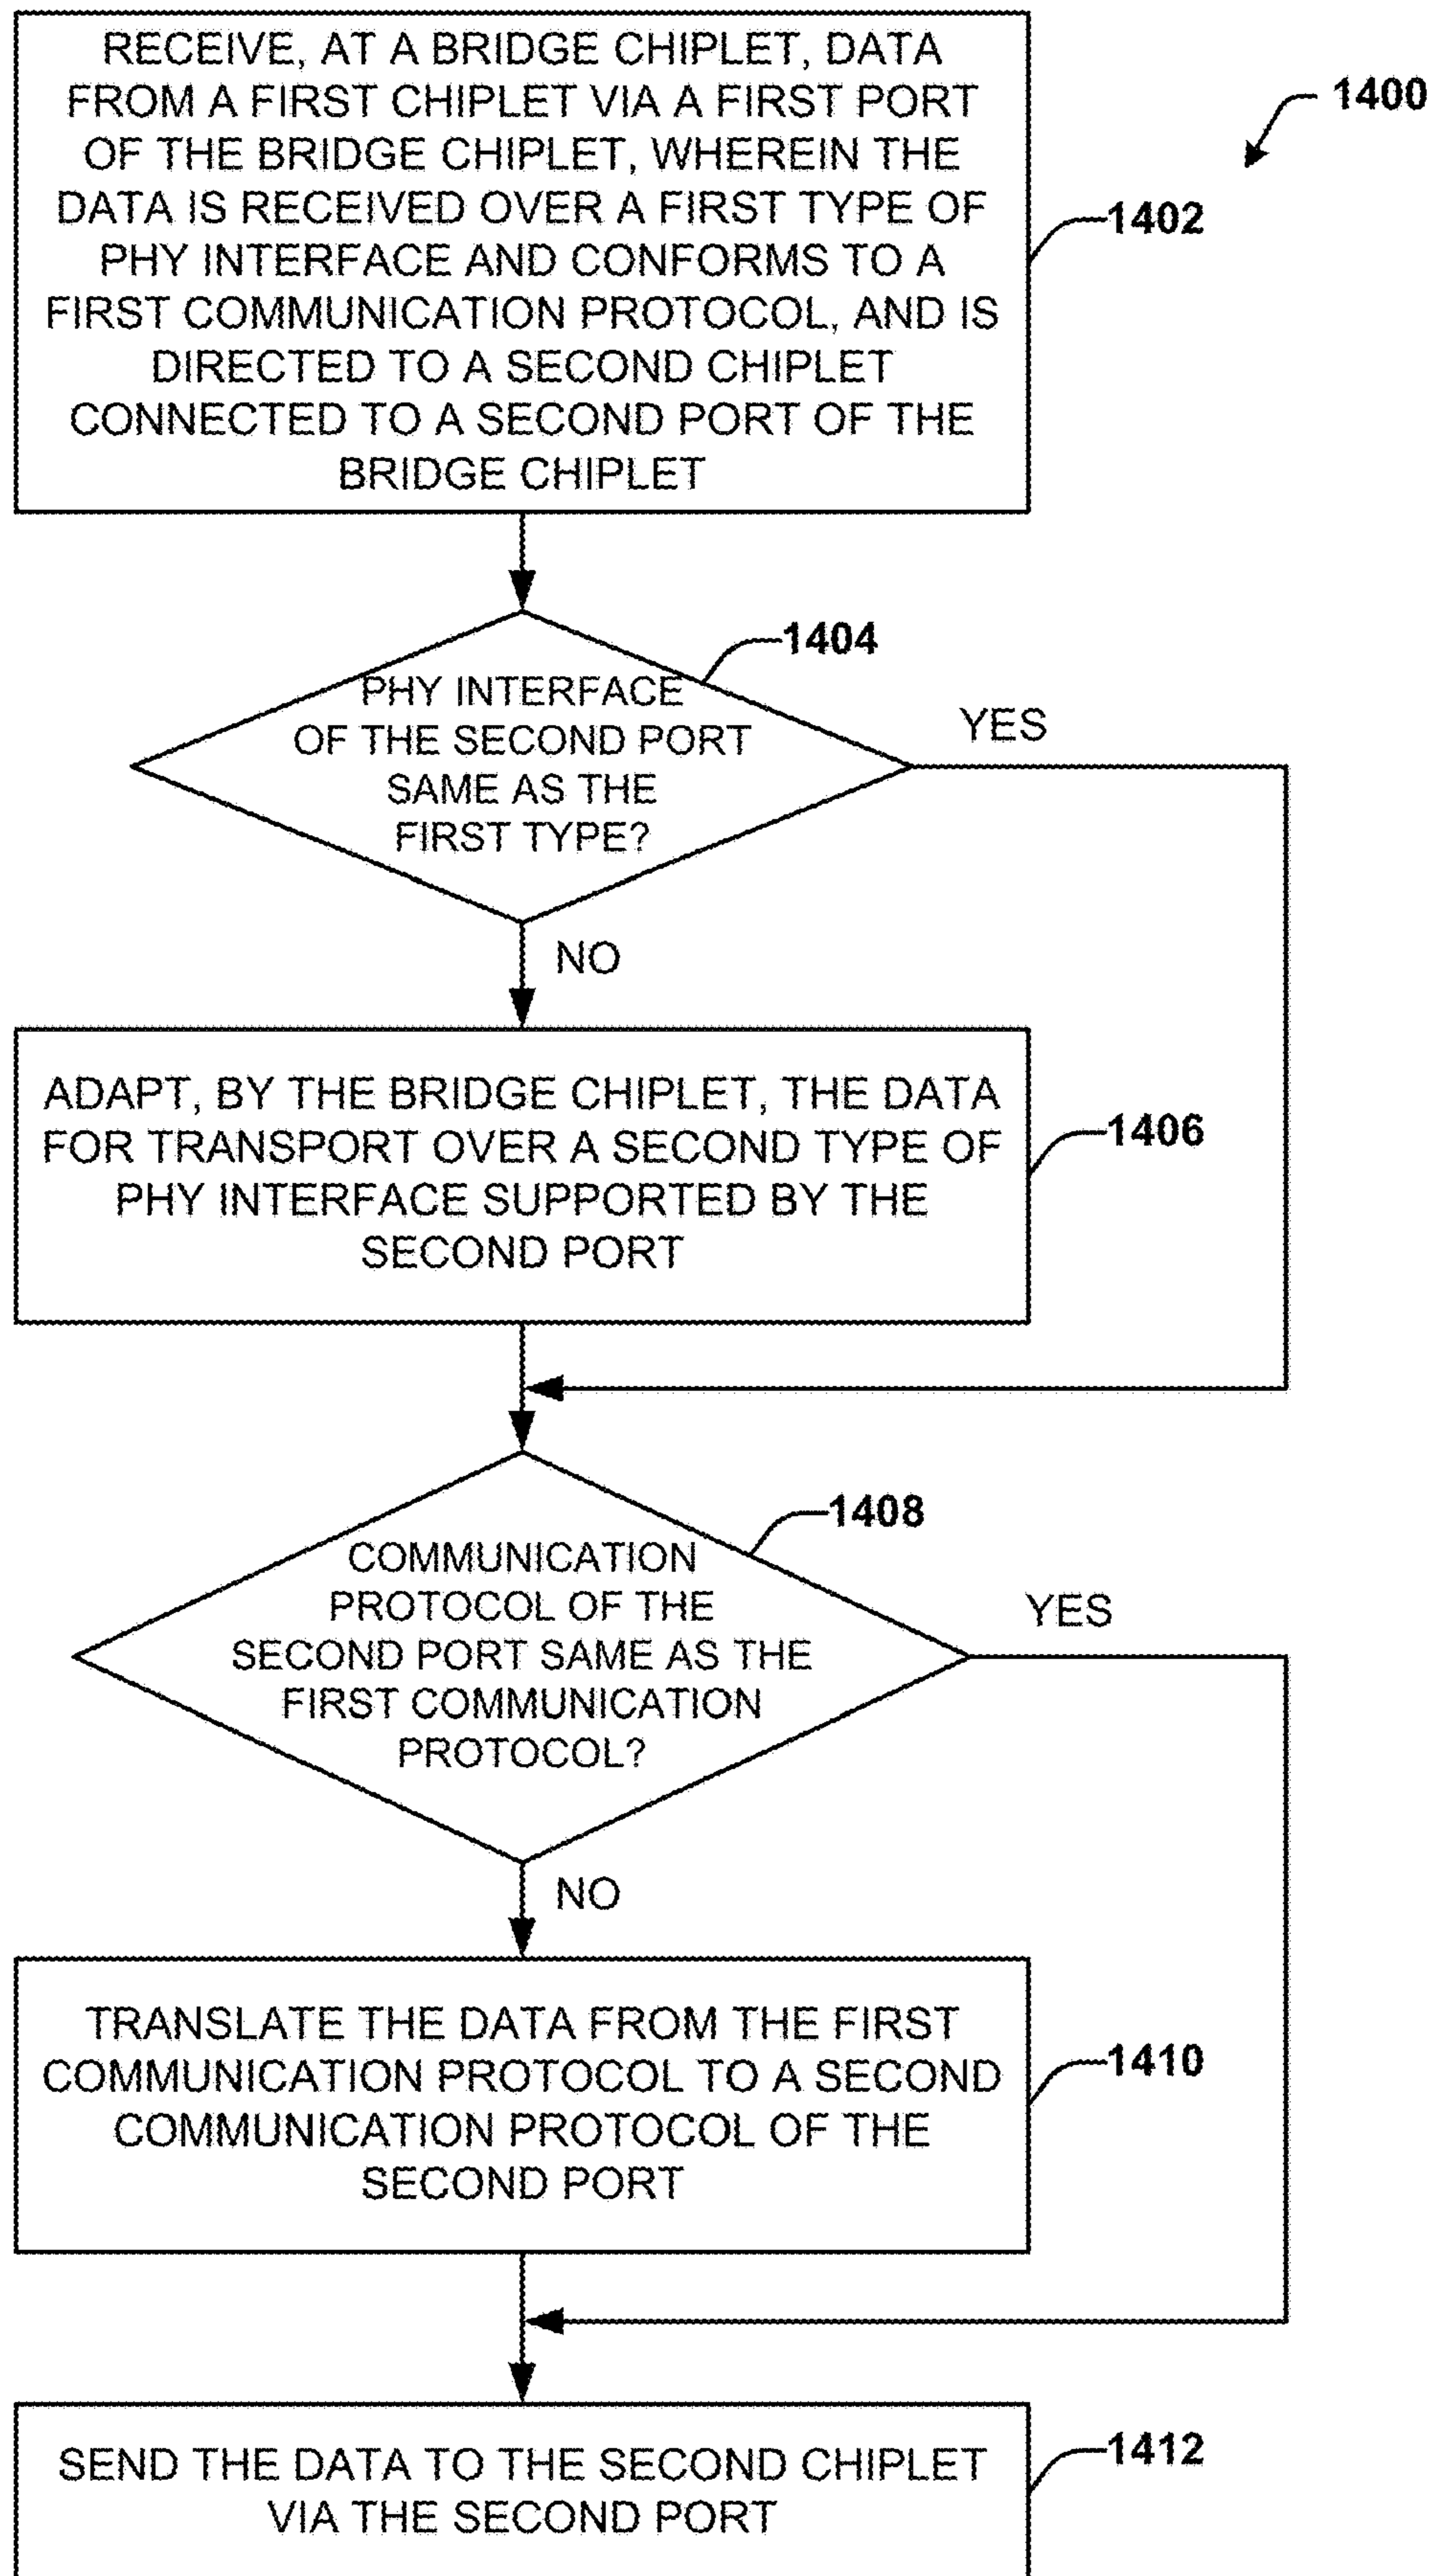 RECEIVE, AT A BRIDGE CHIPLET, DATA
FROM A FIRST CHIPLET VIA A FIRST PORT
OF THE BRIDGE CHIPLET, WHEREIN THE
DATA IS RECEIVED OVER A FIRST TYPE OF
PHY INTERFACE AND CONFORMS TO A
FIRST COMMUNICATION PROTOCOL, AND IS
DIRECTED TO A SECOND CHIPLET
CONNECTED TO A SECOND PORT OF THE
BRIDGE CHIPLET
1400
1402
1404
PHY INTERFACE
OF THE SECOND PORT
SAME AS THE
FIRST TYPE?
YES
NO
ADAPT, BY THE BRIDGE CHIPLET, THE DATA
FOR TRANSPORT OVER A SECOND TYPE OF
PHY INTERFACE SUPPORTED BY THE
SECOND PORT
1406
1408
COMMUNICATION
PROTOCOL OF THE
SECOND PORT SAME AS THE
FIRST COMMUNICATION
PROTOCOL?
YES
NO
TRANSLATE THE DATA FROM THE FIRST
COMMUNICATION PROTOCOL TO A SECOND
COMMUNICATION PROTOCOL OF THE
SECOND PORT
1410
SEND THE DATA TO THE SECOND CHIPLET
VIA THE SECOND PORT
1412